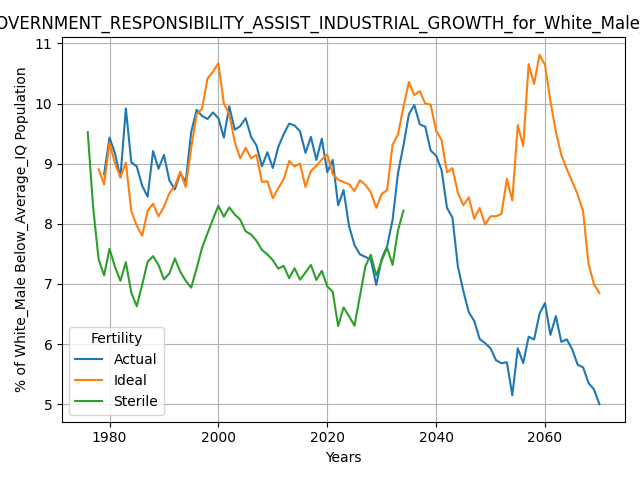 OVERNMENT_RESPONSIBILITY_ASSIST_INDUSTRIAL_GROWTH_for_White_Male
% of White_Male Below_Average_IQ Population
11
10
9
8
7
6
5
Fertility
Actual
Ideal
Sterile
1980 2000 2020 2040 2060
Years